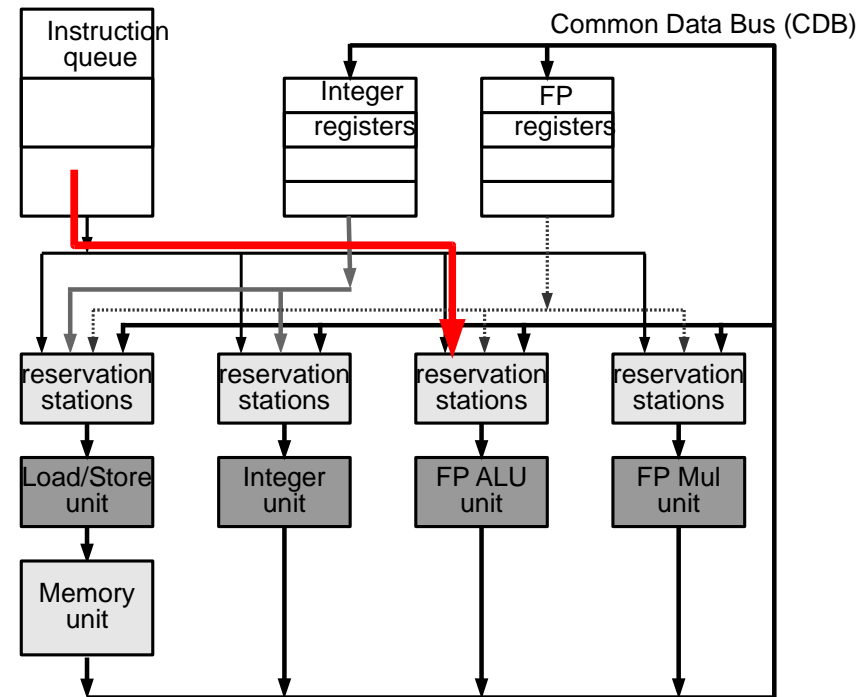 Common Data Bus (CDB)
Instruction
queue
Integer
registers
FP
registers
reservation
stations
reservation
stations
reservation
stations
reservation
stations
Load/Store
unit
Integer
unit
FP ALU
unit
FP Mul
unit
Memory
unit